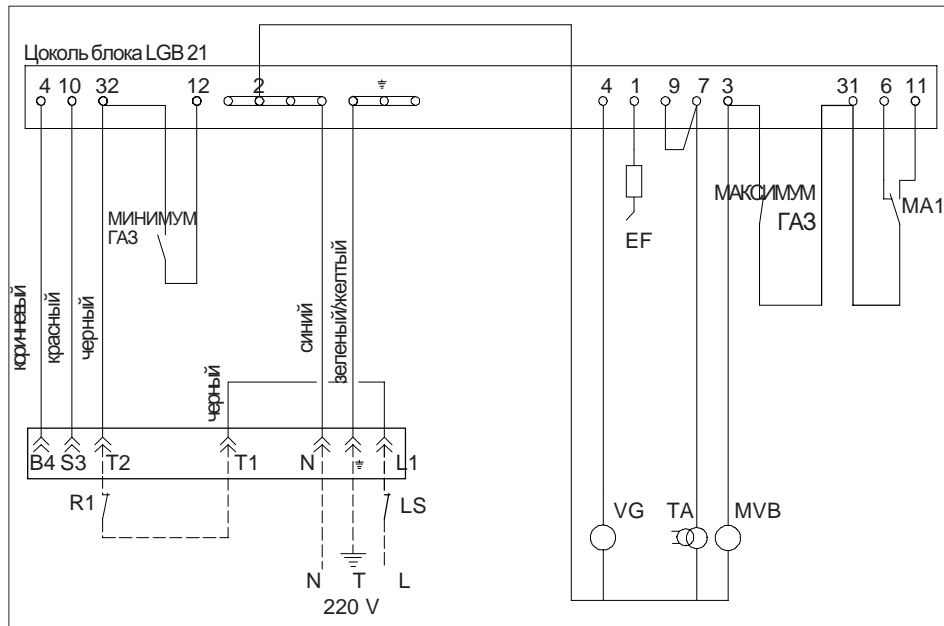 Цоколь блока LGB 21
4 10 32 12 2 4 1 9 7 3 31 6 11
МИНИМУМ
ГАЗ
EF
МАКСИМУМ
ГАЗ
MA1
коричневый
красный
черный
черный
синий
зеленый/желтый
B4 S3 T2 T1 N L1
R1
LS
VG
TA
MVB
N T L
220 V